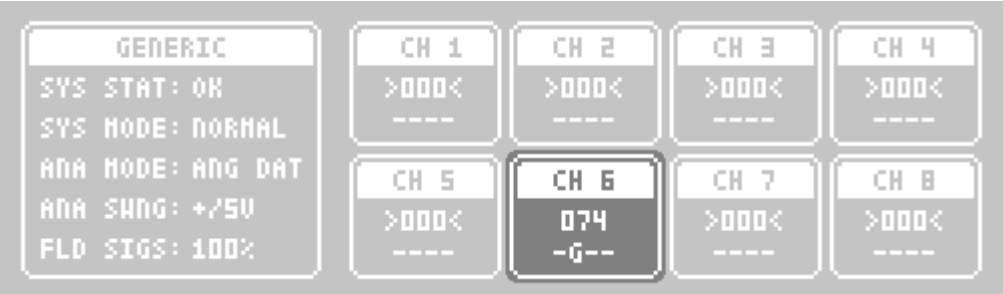 GENERIC
SYS STAT: OK
SYS MODE: NORMAL
ANA MODE: ANG DAT
ANA SWNG: +/5V
FLD SIGS: 100%
CH 1
>000<
----
CH 2
>000<
----
CH 3
>000<
----
CH 4
>000<
----
CH 5
>000<
----
CH 6
074
-G--
CH 7
>000<
----
CH 8
>000<
----